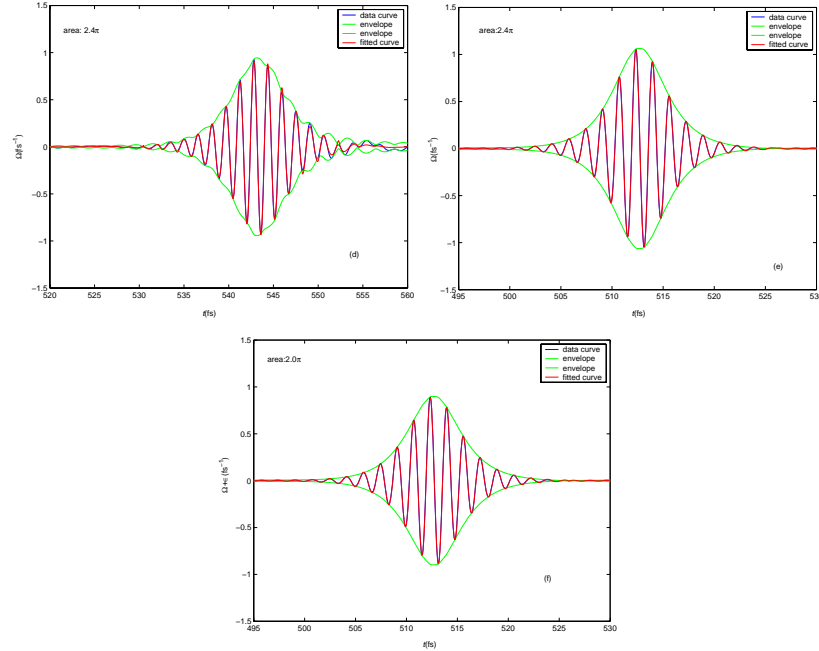 1.5
1
0.5
0
−0.5
−1
−1.5
520 525 530 535 540 545 550 555 560
t(fs)
Ω(fs⁻¹)
area: 2.4π
data curve
envelope
envelope
fitted curve
(d)
1.5
1
0.5
0
−0.5
−1
−1.5
495 500 505 510 515 520 525 530
t(fs)
Ω(fs⁻¹)
area:2.4π
data curve
envelope
envelope
fitted curve
(e)
1.5
1
0.5
0
−0.5
−1
−1.5
495 500 505 510 515 520 525 530
t(fs)
area:2.0π
data curve
envelope
envelope
fitted curve
(f)